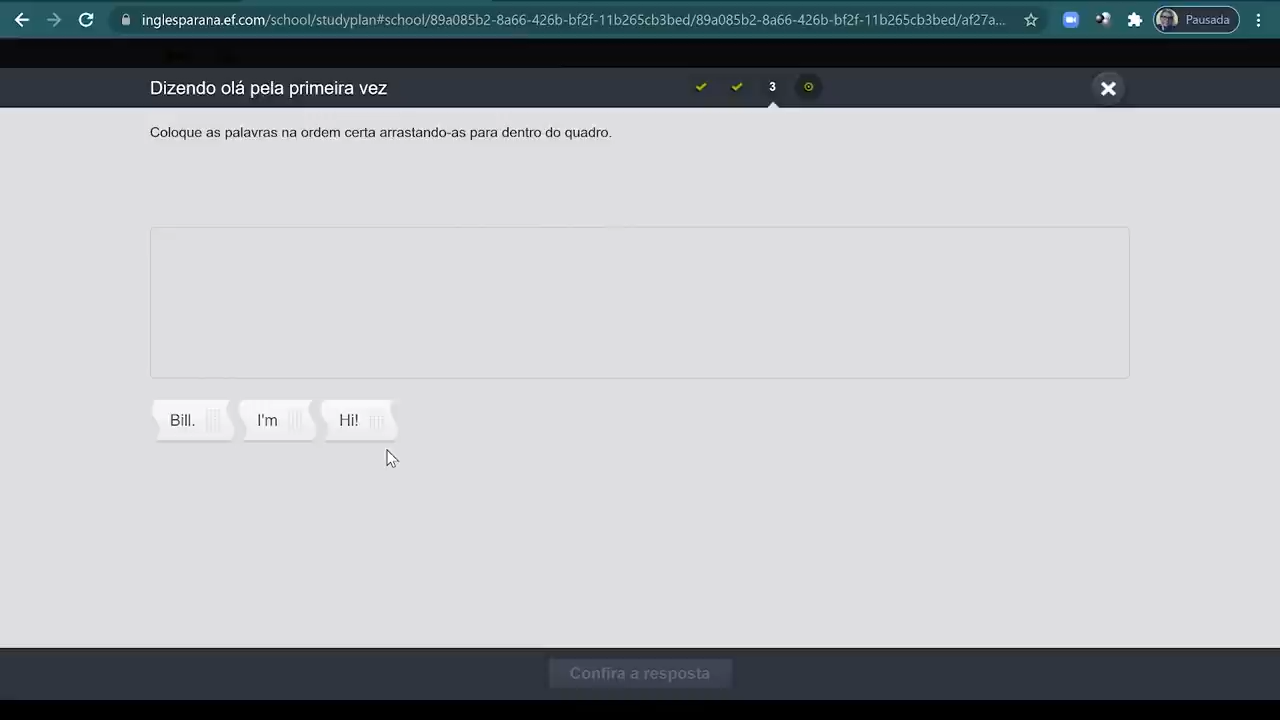 inglesparana.ef.com/school/studyplan#school/89a085b2-8a66-426b-bf2f-11b265cb3bed/89a085b2-8a66-426b-bf2f-11b265cb3bed/af27a...
Pausada
Dizendo olá pela primeira vez
3
Coloque as palavras na ordem certa arrastando-as para dentro do quadro.
Bill. I'm Hi!
Confira a resposta